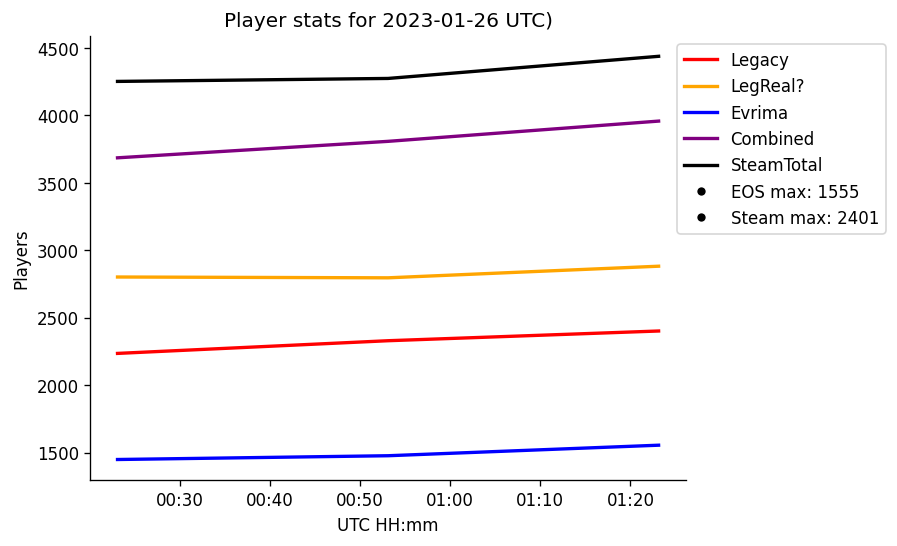 Player stats for 2023-01-26 UTC)
4500
4000
3500
3000
2500
2000
1500
Players
00:30 00:40 00:50 01:00 01:10 01:20
UTC HH:mm
Legacy
LegReal?
Evrima
Combined
SteamTotal
EOS max: 1555
Steam max: 2401